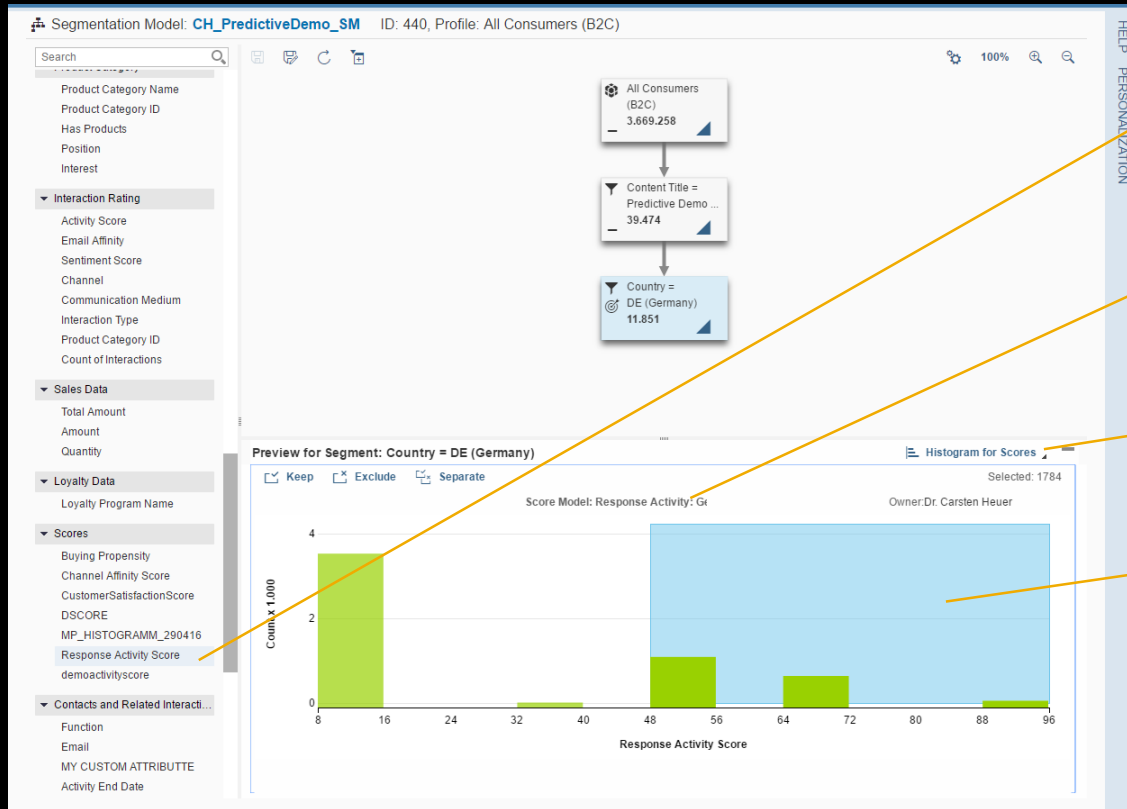 Segmentation Model: CH_PredictiveDemo_SM ID: 440, Profile: All Consumers (B2C)
HELP PERSONALIZATION
Search
100%
Product Category Name
Product Category ID
Has Products
Position
Interest
Interaction Rating
Activity Score
Email Affinity
Sentiment Score
Channel
Communication Medium
Interaction Type
Product Category ID
Count of Interactions
Sales Data
Total Amount
Amount
Quantity
Loyalty Data
Loyalty Program Name
Scores
Buying Propensity
Channel Affinity Score
CustomerSatisfactionScore
DSCORE
MP_HISTOGRAMM_290416
Response Activity Score
demoactivityscore
Contacts and Related Interacti...
Function
Email
MY CUSTOM ATTRIBUTTE
Activity End Date
All Consumers
(B2C)
3.669.258
Content Title =
Predictive Demo ...
39.474
Country =
DE (Germany)
11.851
Preview for Segment: Country = DE (Germany)
Histogram for Scores
Keep Exclude Separate
Selected: 1784
Score Model: Response Activity: Ge
Owner:Dr. Carsten Heuer
Count x 1.000
4
2
0
8 16 24 32 40 48 56 64 72 80 88 96
Response Activity Score